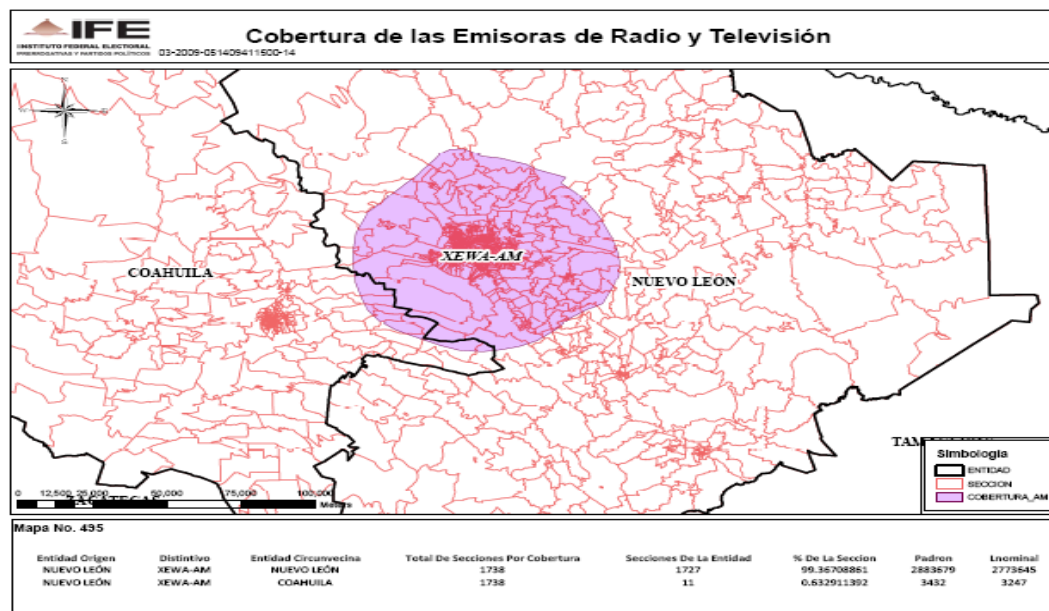 IFE
INSTITUTO FEDERAL ELECTORAL
PRERROGATIVAS Y PARTIDOS POLÍTICOS
03-2009-051409411500-14
Cobertura de las Emisoras de Radio y Televisión
COAHUILA
XEWA-AM
NUEVO LEÓN
Simbología
ENTIDAD
SECCION
COBERTURA_AM
0 12,500 25,000 50,000 75,000 100,000
Meters
ZACATECAS
Mapa No. 495
Entidad Origen Distintivo Entidad Circunvecina Total De Secciones Por Cobertura Secciones De La Entidad % De La Seccion Padron Lnominal
NUEVO LEÓN XEWA-AM NUEVO LEÓN 1738 1727 99.36708861 2883679 2773645
NUEVO LEÓN XEWA-AM COAHUILA 1738 11 0.632911392 3432 3247